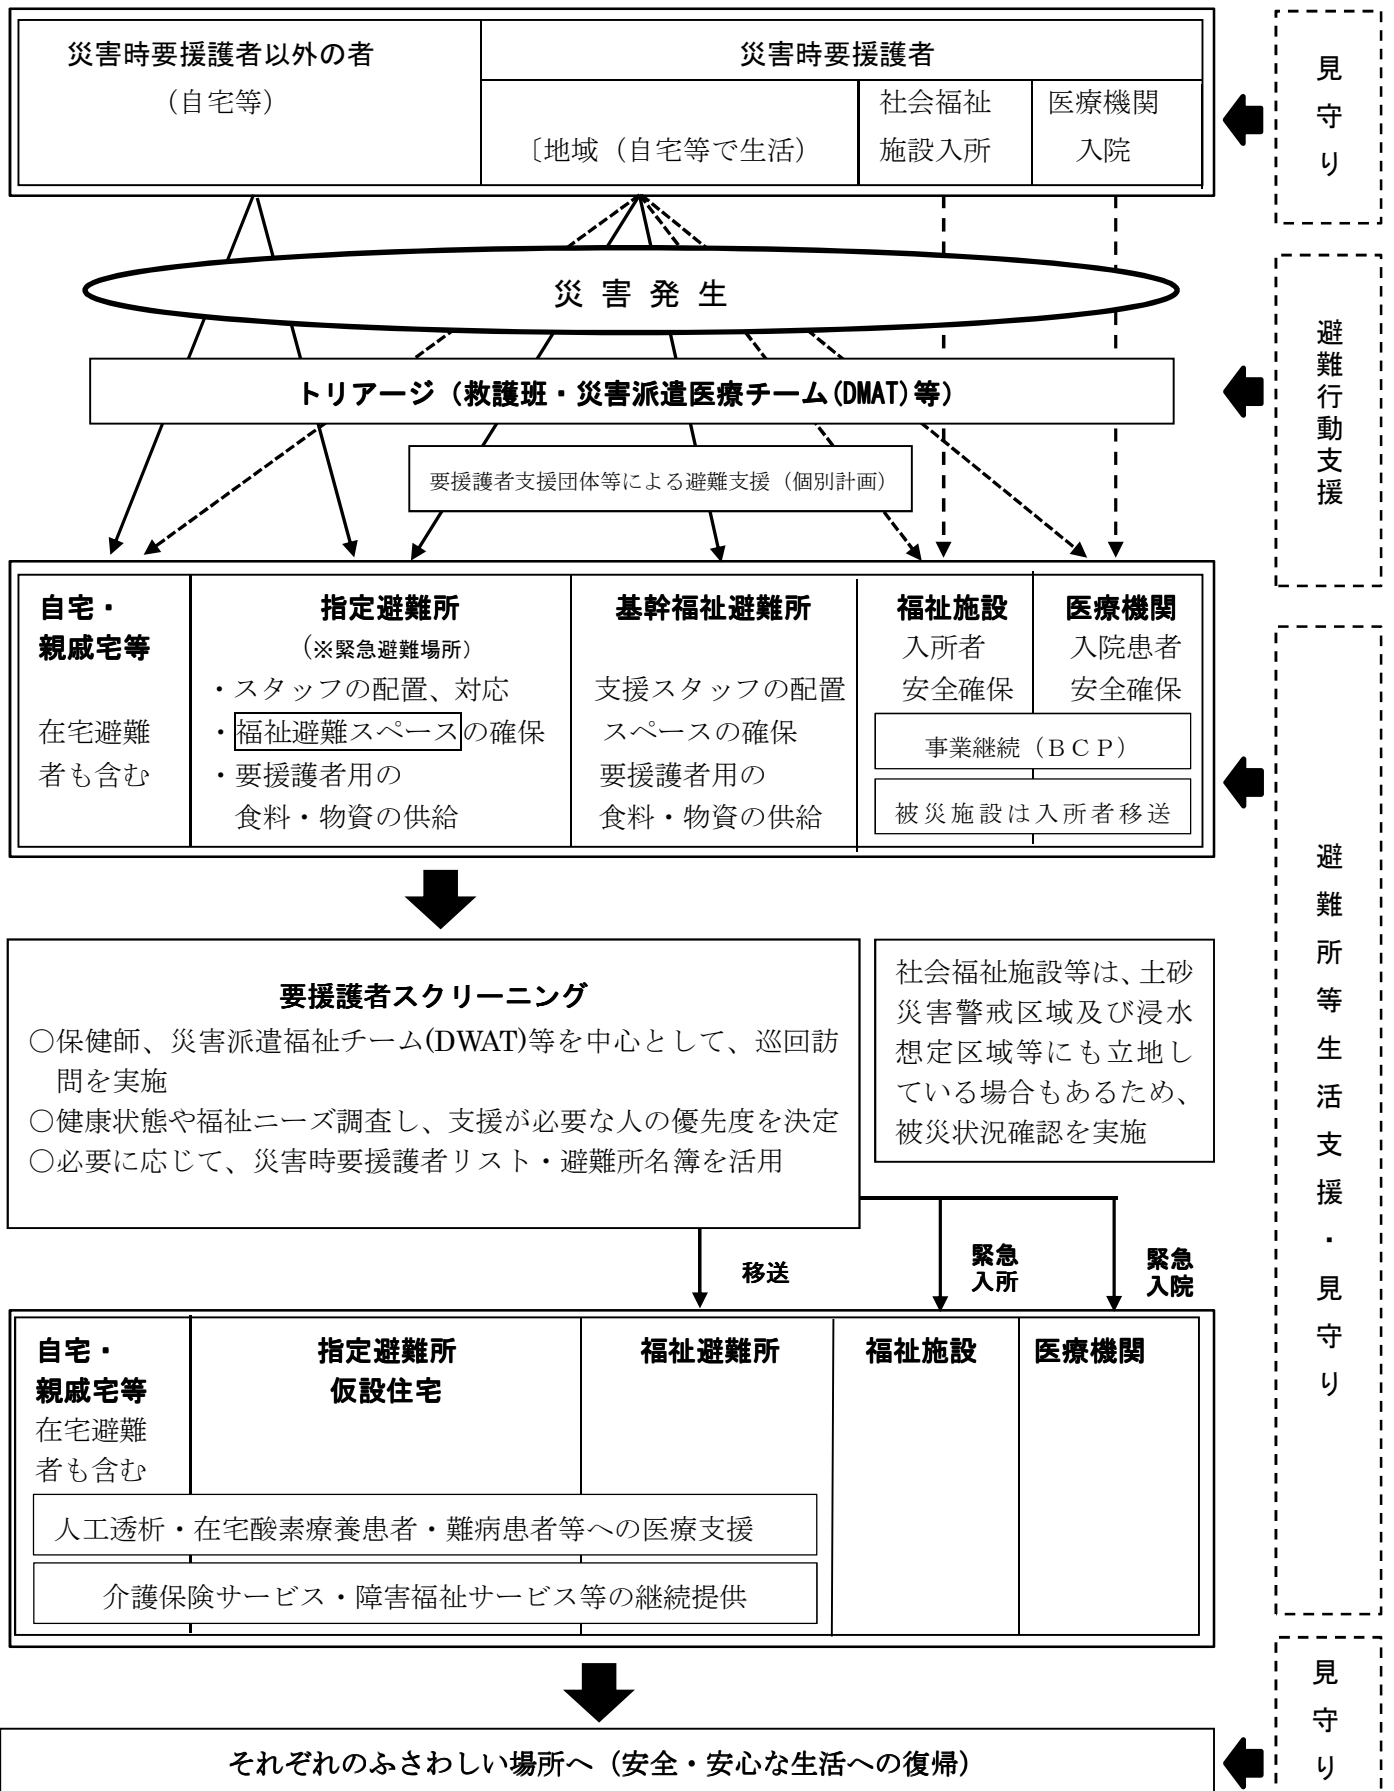 災害時要援護者以外の者
（自宅等）
災害時要援護者
〔地域（自宅等で生活）
社会福祉
施設入所
医療機関
入院
見守り
災害発生
トリアージ（救護班・災害派遣医療チーム(DMAT)等）
要援護者支援団体等による避難支援（個別計画）
避難行動支援
自宅・
親戚宅等
在宅避難
者も含む
指定避難所
（※緊急避難場所）
・スタッフの配置、対応
・福祉避難スペースの確保
・要援護者用の
食料・物資の供給
基幹福祉避難所
支援スタッフの配置
スペースの確保
要援護者用の
食料・物資の供給
福祉施設
入所者
安全確保
医療機関
入院患者
安全確保
事業継続（ＢＣＰ）
被災施設は入所者移送
要援護者スクリーニング
○保健師、災害派遣福祉チーム(DWAT)等を中心として、巡回訪
問を実施
○健康状態や福祉ニーズ調査し、支援が必要な人の優先度を決定
○必要に応じて、災害時要援護者リスト・避難所名簿を活用
社会福祉施設等は、土砂
災害警戒区域及び浸水
想定区域等にも立地し
ている場合もあるため、
被災状況確認を実施
避難所等生活支援・見守り
移送
緊急
入所
緊急
入院
自宅・
親戚宅等
在宅避難
者も含む
指定避難所
仮設住宅
福祉避難所
福祉施設
医療機関
人工透析・在宅酸素療養患者・難病患者等への医療支援
介護保険サービス・障害福祉サービス等の継続提供
それぞれのふさわしい場所へ（安全・安心な生活への復帰）
見守り